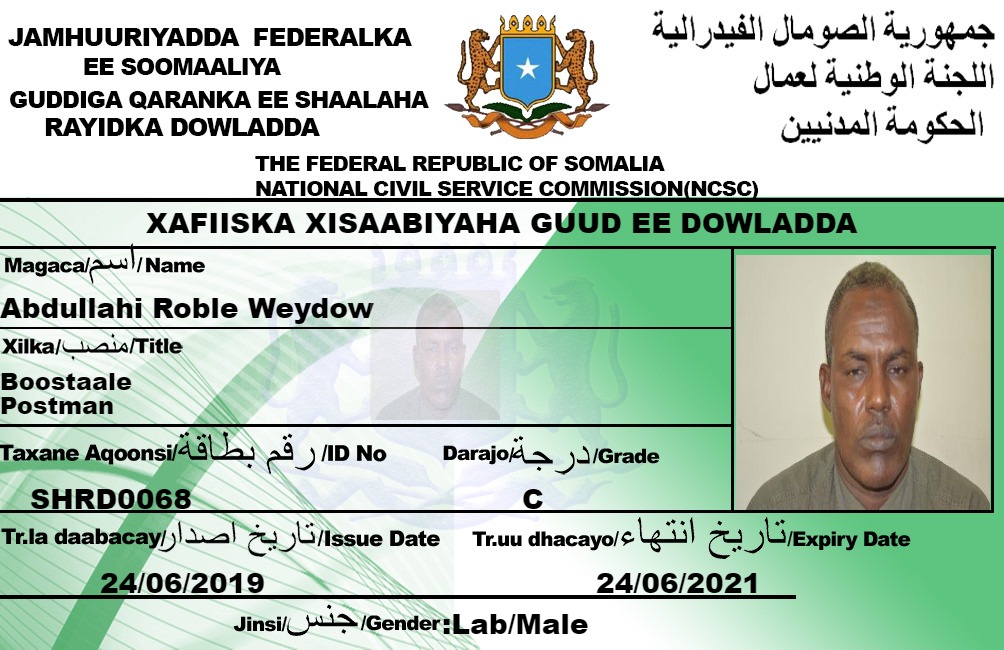 JAMHUURIYADDA FEDERALKA
EE SOOMAALIYA
GUDDIGA QARANKA EE SHAALAHA
RAYIDKA DOWLADDA
جمهورية الصومال الفيدرالية
اللجنة الوطنية لعمال
الحكومة المدنيين
THE FEDERAL REPUBLIC OF SOMALIA
NATIONAL CIVIL SERVICE COMMISSION(NCSC)
XAFIISKA XISAABIYAHA GUUD EE DOWLADDA
Magaca/اسم/Name
Abdullahi Roble Weydow
Xilka/منصب/Title
Boostaale
Postman
Taxane Aqoonsi/رقم بطاقة/ID No Darajo/درجة/Grade
SHRD0068 C
Tr.la daabacay/تاريخ اصدار/Issue Date Tr.uu dhacayo/تاريخ انتهاء/Expiry Date
24/06/2019 24/06/2021
Jinsi/جنس/Gender:Lab/Male